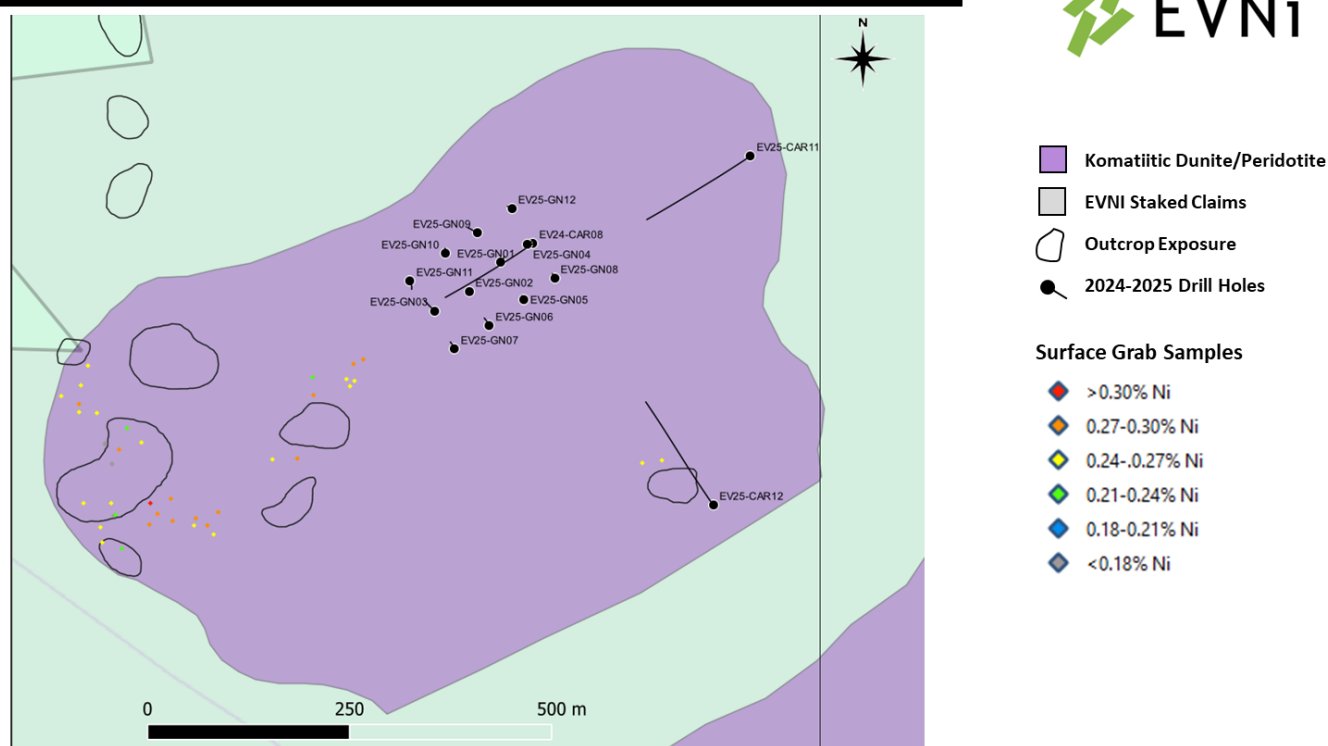 EVNi
N
EV25-CAR11
EV25-GN12
EV25-GN09
EV24-CAR08
EV25-GN10
EV25-GN01
EV25-GN04
EV25-GN11
EV25-GN08
EV25-GN02
EV25-GN03
EV25-GN05
EV25-GN06
EV25-GN07
EV25-CAR12
0 250 500 m
Komatiitic Dunite/Peridotite
EVNI Staked Claims
Outcrop Exposure
2024-2025 Drill Holes
Surface Grab Samples
>0.30% Ni
0.27-0.30% Ni
0.24-.0.27% Ni
0.21-0.24% Ni
0.18-0.21% Ni
<0.18% Ni